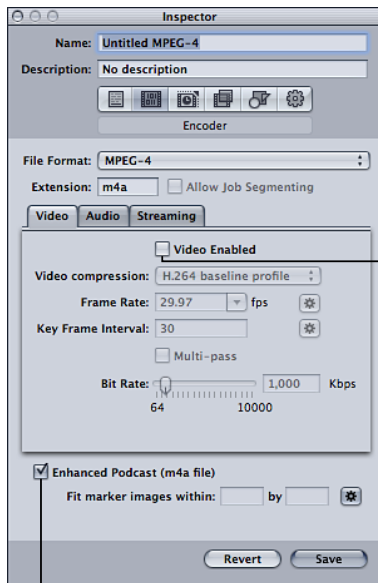 Inspector
Name: Untitled MPEG-4
Description: No description
Encoder
File Format: MPEG-4
Extension: m4a Allow Job Segmenting
Video Audio Streaming
Video Enabled
Video compression: H.264 baseline profile
Frame Rate: 29.97 fps
Key Frame Interval: 30
Multi-pass
Bit Rate: 1,000 Kbps
64 10000
Enhanced Podcast (m4a file)
Fit marker images within: by
Revert Save